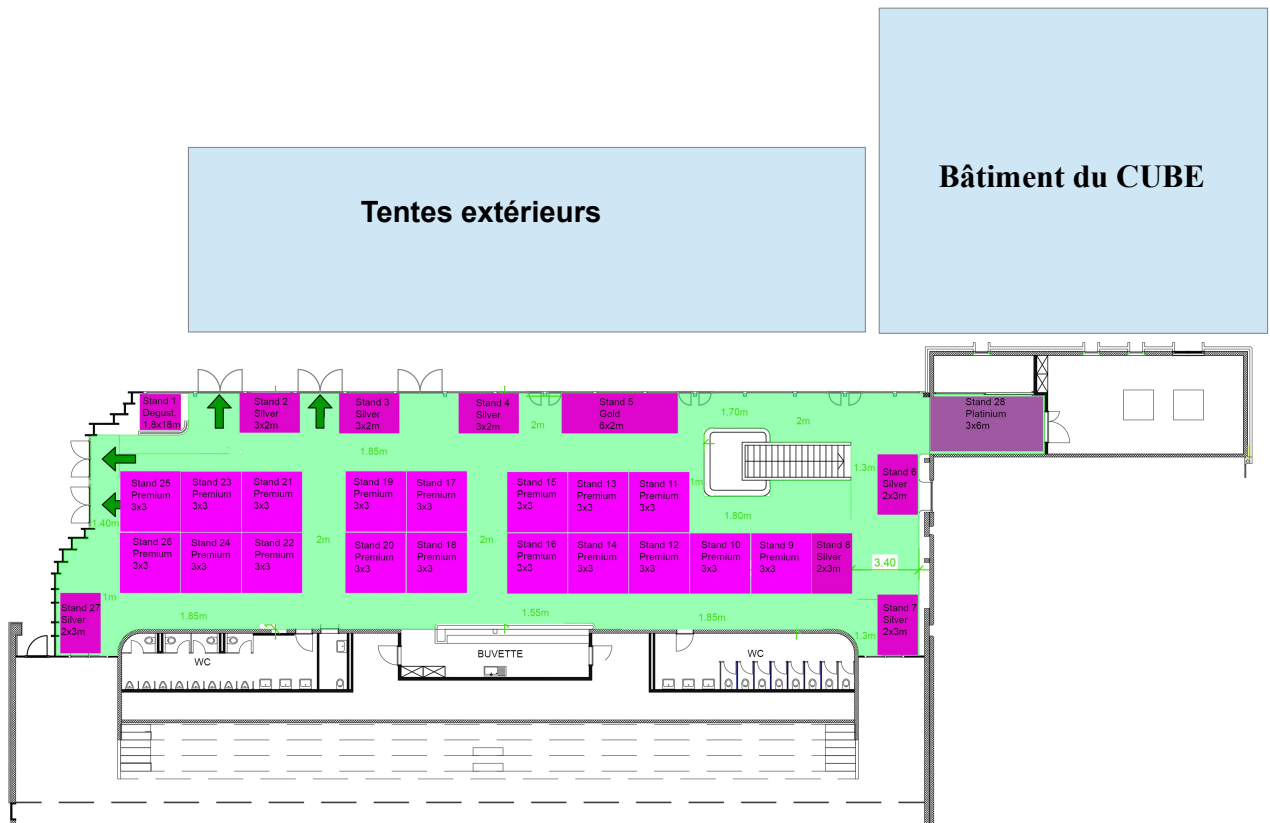 Bâtiment du CUBE
Tentes extérieurs
Stand 1
Degust.
1,8x18m
Stand 2
Silver
3x2m
Stand 3
Silver
3x2m
Stand 4
Silver
3x2m
2m
Stand 5
Gold
6x2m
1.70m
2m
Stand 28
Platinium
3x6m
1.85m
1.3m
Stand 6
Silver
2x3m
Stand 25
Premium
3x3
Stand 23
Premium
3x3
Stand 21
Premium
3x3
Stand 19
Premium
3x3
Stand 17
Premium
3x3
Stand 15
Premium
3x3
Stand 13
Premium
3x3
Stand 11
Premium
3x3
1m
1.80m
1.40m
Stand 26
Premium
3x3
Stand 24
Premium
3x3
Stand 22
Premium
3x3
2m
Stand 20
Premium
3x3
Stand 18
Premium
3x3
2m
Stand 16
Premium
3x3
Stand 14
Premium
3x3
Stand 12
Premium
3x3
Stand 10
Premium
3x3
Stand 9
Premium
3x3
Stand 8
Silver
2x3m
3.40
1m
Stand 27
Silver
2x3m
1.85m
1.55m
1.85m
1.3m
Stand 7
Silver
2x3m
WC
BUVETTE
WC